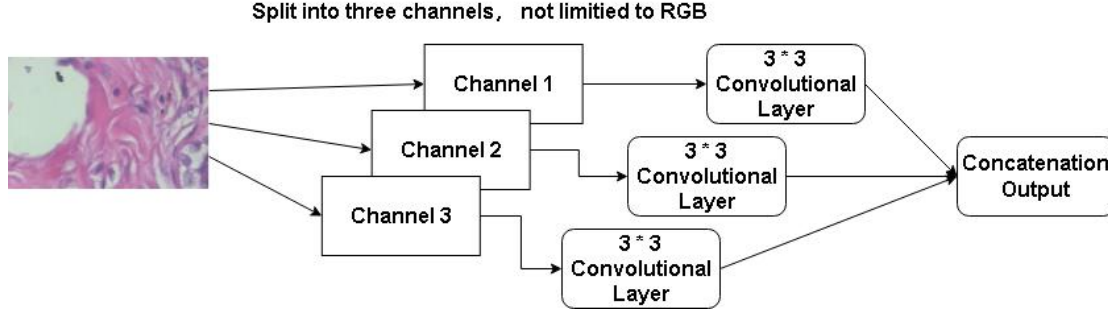 Split into three channels， not limitied to RGB
Channel 1
3 * 3
Convolutional
Layer
Channel 2
3 * 3
Convolutional
Layer
Channel 3
3 * 3
Convolutional
Layer
Concatenation
Output